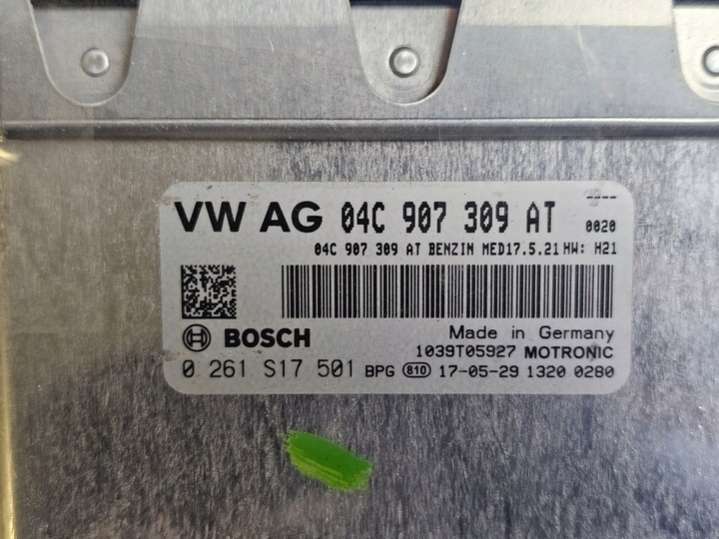 ----
VW AG 04C 907 309 AT 0020
04C 907 309 AT BENZIN MED17.5.21 HW: H21
BOSCH Made in Germany
1039T05927 MOTRONIC
0 261 S17 501 BPG 810 17-05-29 1320 0280